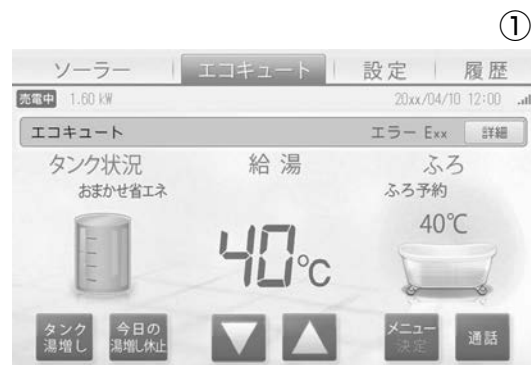 ①
ソーラー エコキュート 設定 履歴
売電中 1.60 kW 20xx/04/10 12:00
エコキュート エラー Exx 詳細
タンク状況 給湯 ふろ
おまかせ省エネ ふろ予約
40℃
40℃
タンク湯増し 今日の湯増し休止 メニュー決定 通話